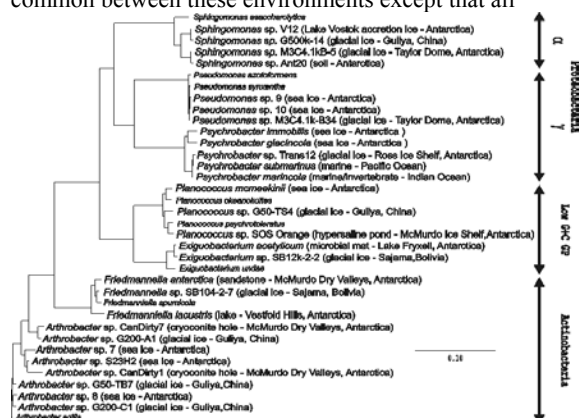 common between these environments except that all
Sphingomonas esaccharolytica
Sphingomonas sp. V12 (Lake Vostok accretion ice - Antarctica)
Sphingomonas sp. G500k-14 (glacial ice - Guliya, China)
Sphingomonas sp. M3C4.1kB-5 (glacial ice - Taylor Dome, Antarctica)
Sphingomonas sp. Ant20 (soil - Antarctica)
Pseudomonas azotoformans
Pseudomonas synxantha
Pseudomonas sp. 9 (sea ice - Antarctica)
Pseudomonas sp. 10 (sea ice - Antarctica)
Pseudomonas sp. M3C4.1k-B34 (glacial ice - Taylor Dome, Antarctica)
Psychrobacter immobilis (sea ice - Antarctica )
Psychrobacter glacincola (sea ice - Antarctica )
Psychrobacter sp. Trans12 (glacial ice - Ross Ice Shelf, Antarctica)
Psychrobacter submarinus (marine - Pacific Ocean)
Psychrobacter marincola (marine/invertebrate - Indian Ocean)
Planococcus mcmeekinii (sea ice - Antarctica)
Planococcus okeanokoites
Planococcus sp. G50-TS4 (glacial ice - Guliya, China)
Planococcus psychrotoleratus
Planococcus sp. SOS Orange (hypersaline pond - McMurdo Ice Shelf,Antarctica)
Exiguobacterium acetylicum (microbial mat - Lake Fryxell, Antarctica)
Exiguobacterium sp. SB12k-2-2 (glacial ice - Sajama,Bolivia)
Exiguobacterium undae
Friedmannella antarctica (sandstone - McMurdo Dry Valleys, Antarctica)
Friedmanniella sp. SB104-2-7 (glacial ice - Sajama, Bolivia)
Friedmanniella spumicola
Friedmanniella lacustris (lake - Vestfold Hills, Antarctica)
Arthrobacter sp. CanDirty7 (cryoconite hole - McMurdo Dry Valleys, Antarctica)
Arthrobacter sp. G200-A1 (glacial ice - Guliya, China)
Arthrobacter sp. 7 (sea ice - Antarctica)
Arthrobacter sp. S23H2 (sea ice - Antarctica)
Arthrobacter sp. CanDirty1 (cryoconite hole - McMurdo Dry Valleys, Antarctica)
Arthrobacter sp. G50-TB7 (glacial ice - Guliya,China)
Arthrobacter sp. 8 (sea ice - Antarctica)
Arthrobacter sp. G200-C1 (glacial ice - Guliya,China)
Arthrobacter agilis
0.10
α
γ
Proteobacteria
Low G+C G+
Actinobacteria